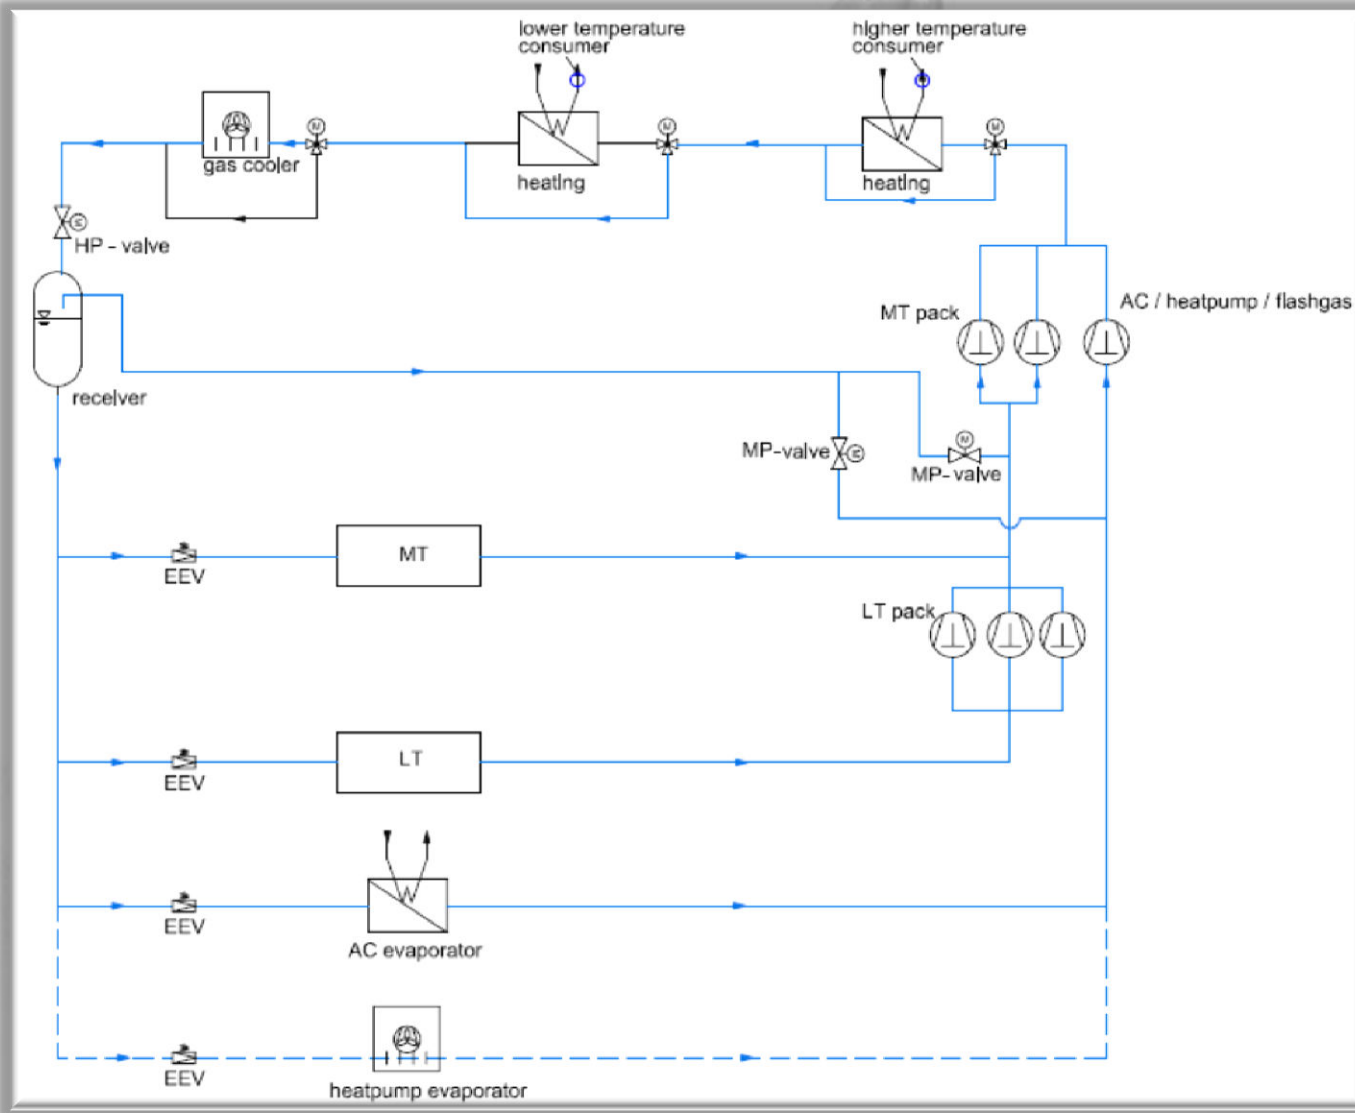 lower temperature
consumer
higher temperature
consumer
M
M
M
gas cooler
heating
heating
M
HP - valve
AC / heatpump / flashgas
MT pack
receiver
M
MP-valve
M
MP- valve
MT
EEV
LT pack
LT
EEV
EEV
AC evaporator
EEV
heatpump evaporator